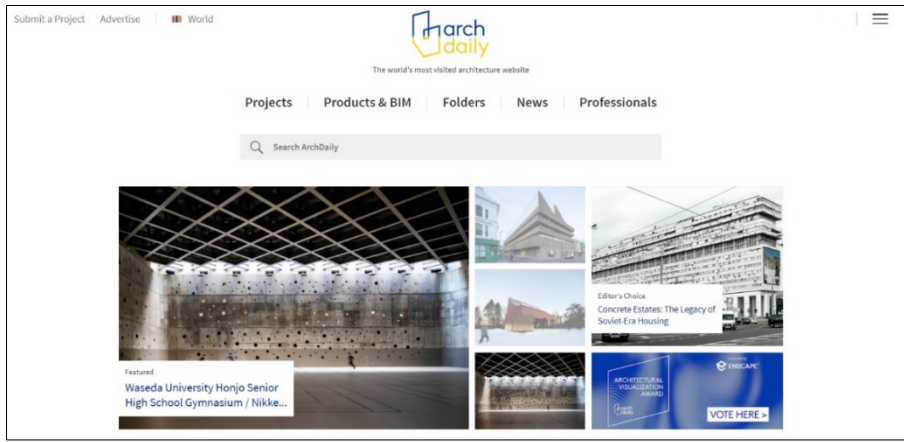 Submit a Project Advertise World
arch
daily
The world's most visited architecture website
Projects Products & BIM Folders News Professionals
Search ArchDaily
Featured
Waseda University Honjo Senior
High School Gymnasium / Nikke...
Editor's Choice
Concrete Estates: The Legacy of
Soviet-Era Housing
ARCHITECTURAL
VISUALIZATION
AWARD
arch
daily
ENSCAPE
VOTE HERE >